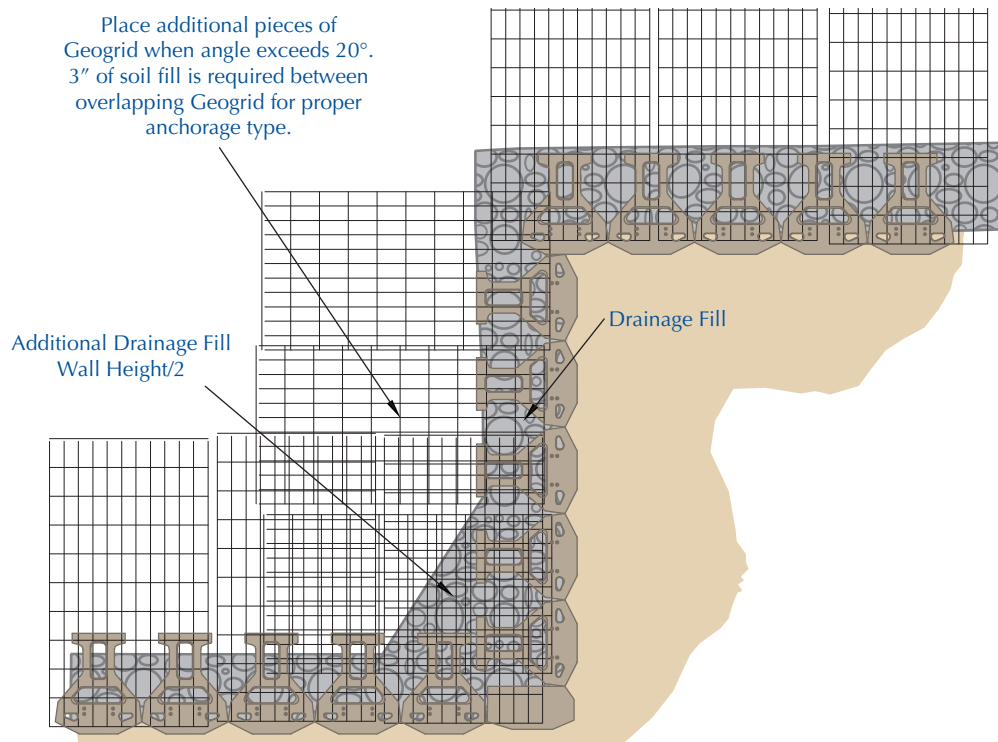 Place additional pieces of
Geogrid when angle exceeds 20°.
3” of soil fill is required between
overlapping Geogrid for proper
anchorage type.
Drainage Fill
Additional Drainage Fill
Wall Height/2